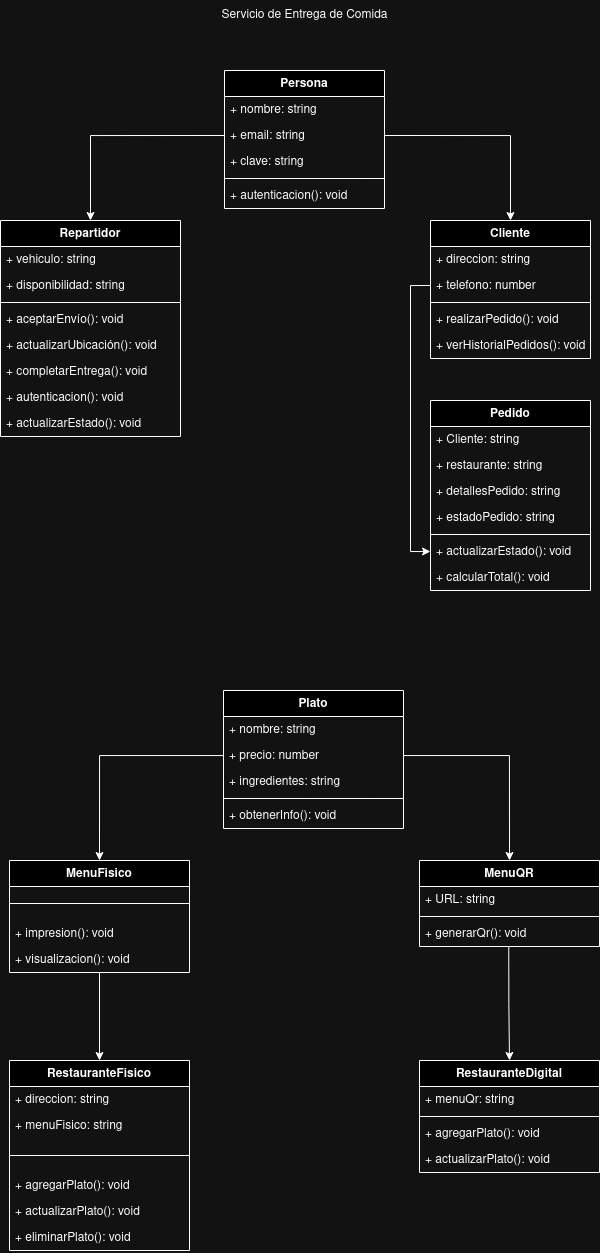 Servicio de Entrega de Comida
Persona
+ nombre: string
+ email: string
+ clave: string
+ autenticacion(): void
Repartidor
+ vehiculo: string
+ disponibilidad: string
+ aceptarEnvío(): void
+ actualizarUbicación(): void
+ completarEntrega(): void
+ autenticacion(): void
+ actualizarEstado(): void
Cliente
+ direccion: string
+ telefono: number
+ realizarPedido(): void
+ verHistorialPedidos(): void
Pedido
+ Cliente: string
+ restaurante: string
+ detallesPedido: string
+ estadoPedido: string
+ actualizarEstado(): void
+ calcularTotal(): void
Plato
+ nombre: string
+ precio: number
+ ingredientes: string
+ obtenerInfo(): void
MenuFisico
+ impresion(): void
+ visualizacion(): void
MenuQR
+ URL: string
+ generarQr(): void
RestauranteFisico
+ direccion: string
+ menuFisico: string
+ agregarPlato(): void
+ actualizarPlato(): void
+ eliminarPlato(): void
RestauranteDigital
+ menuQr: string
+ agregarPlato(): void
+ actualizarPlato(): void